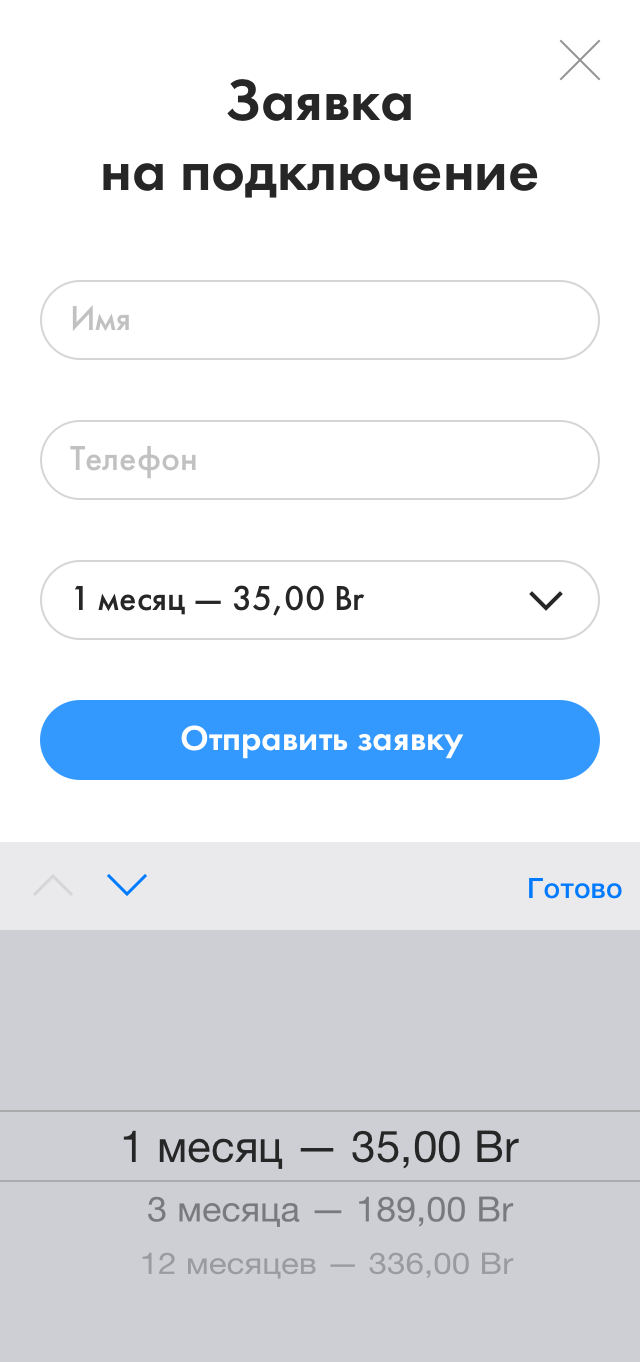 Заявка
на подключение
Имя
Телефон
1 месяц — 35,00 Br
Отправить заявку
Готово
1 месяц — 35,00 Br
3 месяца — 189,00 Br
12 месяцев — 336,00 Br